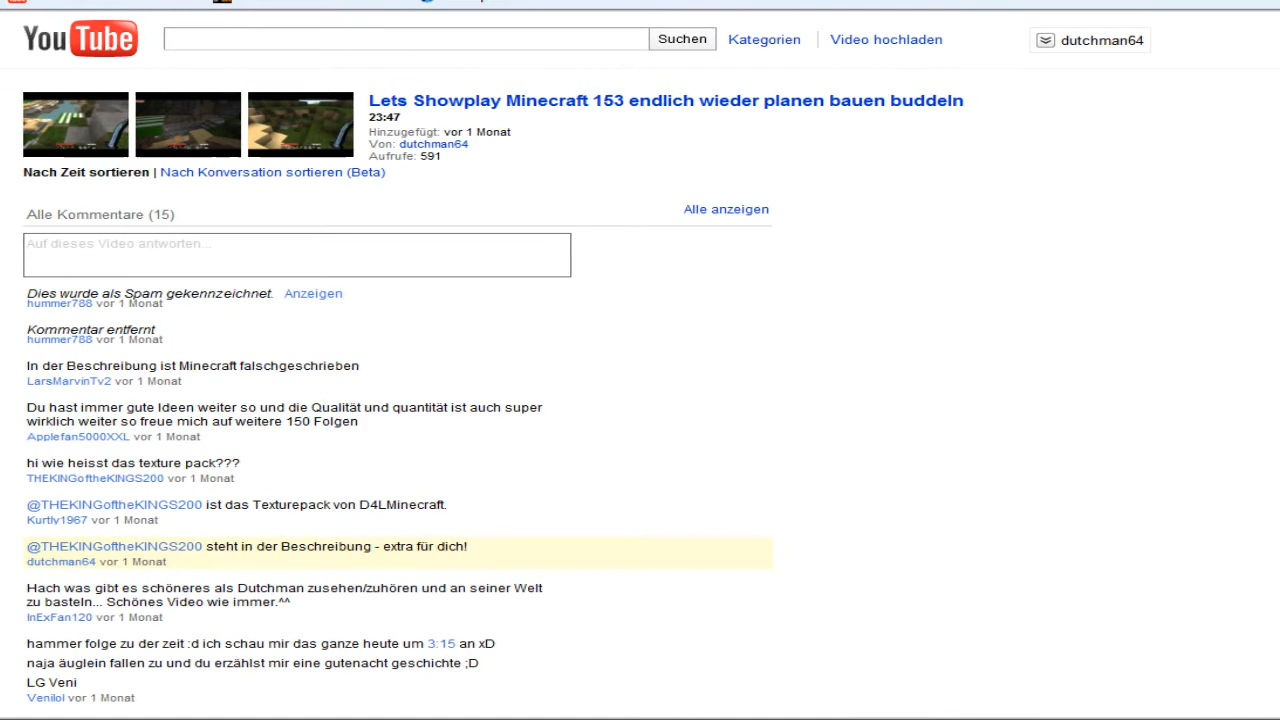 YouTube
Suchen
Kategorien
Video hochladen
dutchman64
Lets Showplay Minecraft 153 endlich wieder planen bauen buddeln
23:47
Hinzugefügt: vor 1 Monat
Von: dutchman64
Aufrufe: 591
Nach Zeit sortieren | Nach Konversation sortieren (Beta)
Alle Kommentare (15)
Alle anzeigen
Auf dieses Video antworten...
Dies wurde als Spam gekennzeichnet. Anzeigen
hummer788 vor 1 Monat
Kommentar entfernt
hummer788 vor 1 Monat
In der Beschreibung ist Minecraft falschgeschrieben
LarsMarvinTv2 vor 1 Monat
Du hast immer gute Ideen weiter so und die Qualität und quantität ist auch super
wirklich weiter so freue mich auf weitere 150 Folgen
Applefan5000XXL vor 1 Monat
hi wie heisst das texture pack???
THEKINGoftheKINGS200 vor 1 Monat
@THEKINGoftheKINGS200 ist das Texturepack von D4LMinecraft.
Kurtly1967 vor 1 Monat
@THEKINGoftheKINGS200 steht in der Beschreibung - extra für dich!
dutchman64 vor 1 Monat
Hach was gibt es schöneres als Dutchman zusehen/zuhören und an seiner Welt
zu basteln... Schönes Video wie immer.^^
InExFan120 vor 1 Monat
hammer folge zu der zeit :d ich schau mir das ganze heute um 3:15 an xD
naja äuglein fallen zu und du erzählst mir eine gutenacht geschichte ;D
LG Veni
Venilol vor 1 Monat